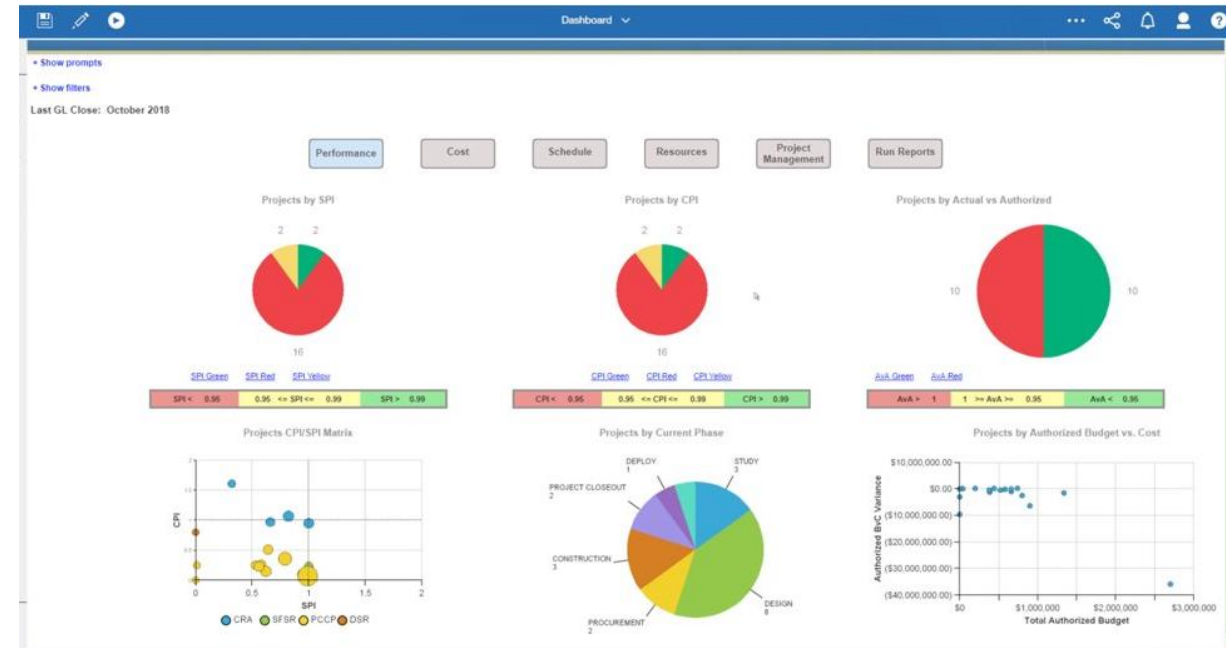 Dashboard
+ Show prompts
+ Show filters
Last GL Close: October 2018
Performance
Cost
Schedule
Resources
Project
Management
Run Reports
Projects by SPI
2 2
16
SPI Green SPI Red SPI Yellow
SPI < 0.95 0.95 <= SPI <= 0.99 SPI > 0.99
Projects by CPI
2 2
16
CPI Green CPI Red CPI Yellow
CPI < 0.95 0.95 <= CPI <= 0.99 CPI > 0.99
Projects by Actual vs Authorized
10 10
AvA Green AvA Red
AvA > 1 1 >= AvA >= 0.95 AvA < 0.95
Projects CPI/SPI Matrix
CPI
2
1.5
1
0.5
0
0 0.5 1 1.5 2
SPI
CRA SFSR PCCP DSR
Projects by Current Phase
DEPLOY
1
STUDY
3
PROJECT CLOSEOUT
2
CONSTRUCTION
3
PROCUREMENT
2
DESIGN
8
Projects by Authorized Budget vs. Cost
Authorized BvC Variance
$10,000,000.00
$0.00
($10,000,000.00)
($20,000,000.00)
($30,000,000.00)
($40,000,000.00)
$0 $1,000,000 $2,000,000 $3,000,000
Total Authorized Budget